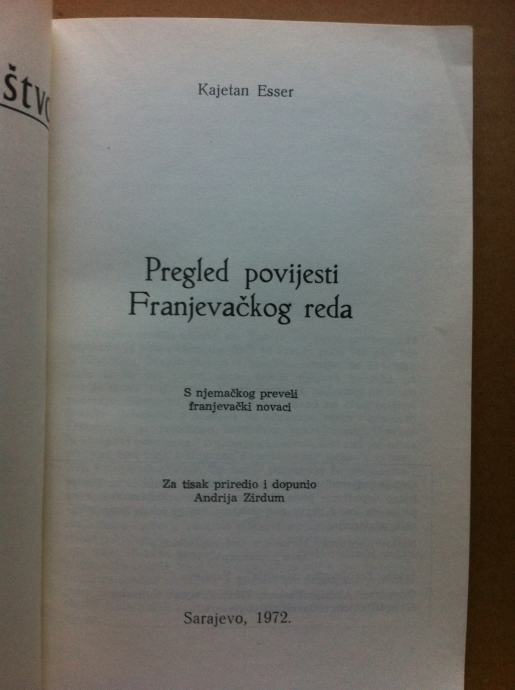 Kajetan Esser
Pregled povijesti
Franjevačkog reda
S njemačkog preveli
franjevački novaci
Za tisak priredio i dopunio
Andrija Zirdum
Sarajevo, 1972.